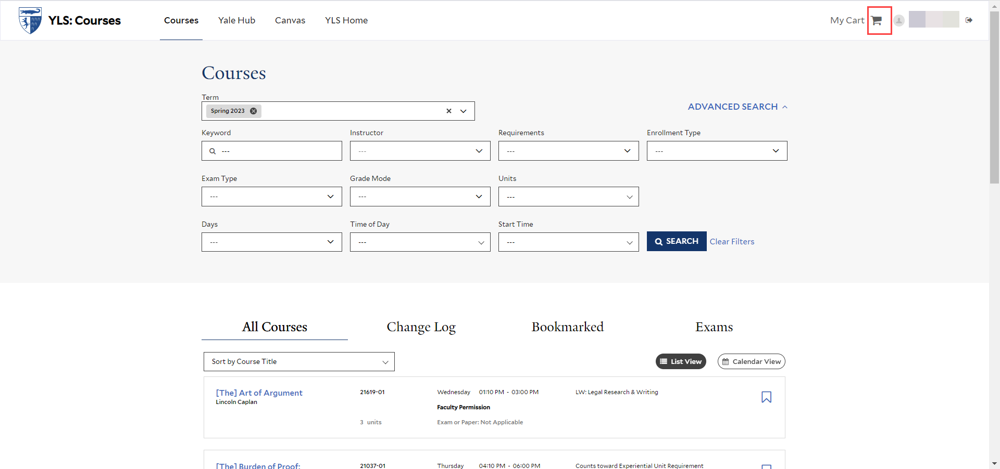 YLS: Courses
Courses
Yale Hub
Canvas
YLS Home
My Cart
Courses
Term
Spring 2023
ADVANCED SEARCH
Keyword
Instructor
Requirements
Enrollment Type
---
---
---
---
Exam Type
Grade Mode
Units
---
---
---
Days
Time of Day
Start Time
---
---
---
SEARCH
Clear Filters
All Courses
Change Log
Bookmarked
Exams
Sort by Course Title
List View
Calendar View
[The] Art of Argument
Lincoln Caplan
21619-01
3 units
Wednesday 01:10 PM - 03:00 PM
Faculty Permission
Exam or Paper: Not Applicable
LW: Legal Research & Writing
[The] Burden of Proof:
21037-01
Thursday 04:10 PM - 06:00 PM
Counts toward Experiential Unit Requirement